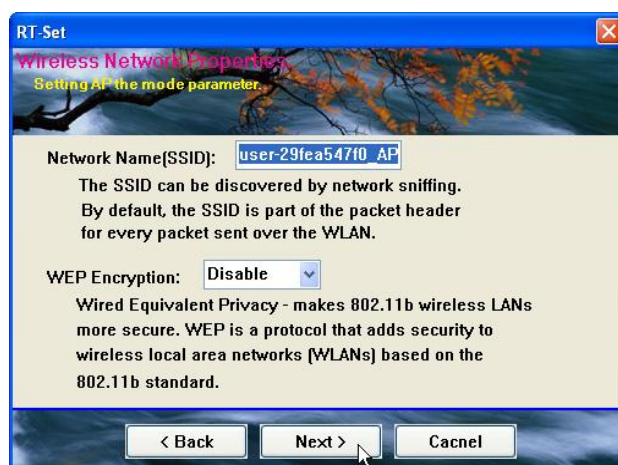 RT-Set
Wireless Network Properties.
Setting AP the mode parameter.
Network Name(SSID): user-29fea547f0_AP
The SSID can be discovered by network sniffing.
By default, the SSID is part of the packet header
for every packet sent over the WLAN.
WEP Encryption: Disable
Wired Equivalent Privacy - makes 802.11b wireless LANs
more secure. WEP is a protocol that adds security to
wireless local area networks (WLANs) based on the
802.11b standard.
< Back Next > Cacnel